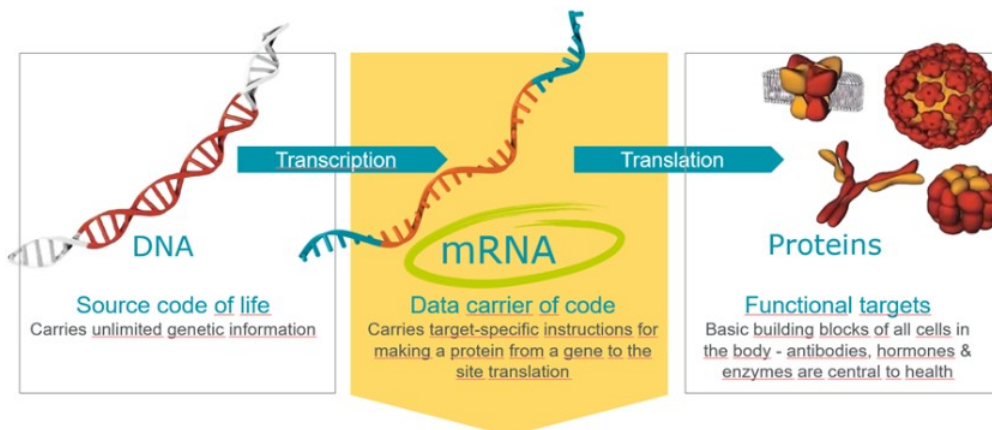 Transcription
Translation
DNA
mRNA
Proteins
Source code of life
Carries unlimited genetic information
Data carrier of code
Carries target-specific instructions for
making a protein from a gene to the
site translation
Functional targets
Basic building blocks of all cells in
the body - antibodies, hormones &
enzymes are central to health